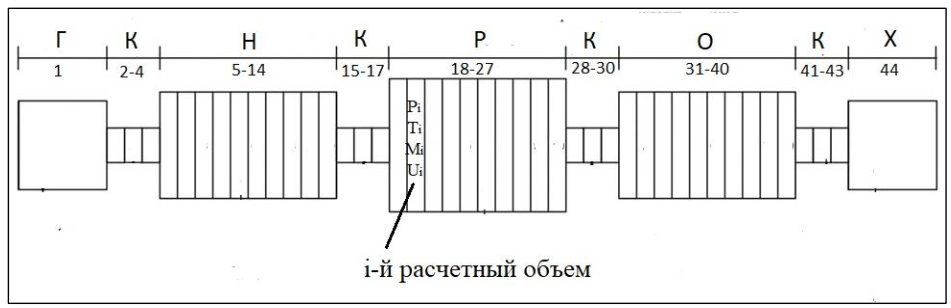 Г К Н К Р К О К Х
1 2-4 5-14 15-17 18-27 28-30 31-40 41-43 44
Pi
Ti
Mi
Ui
i-й расчетный объем